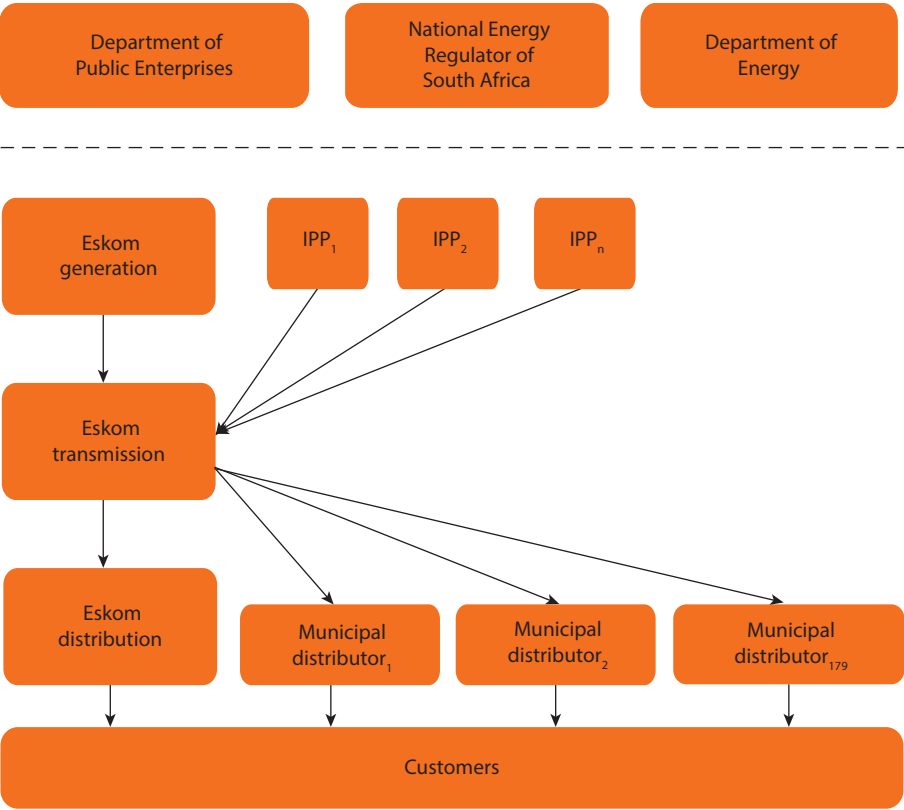 Department of
Public Enterprises
National Energy
Regulator of
South Africa
Department of
Energy
Eskom
generation
IPP1
IPP2
IPPn
Eskom
transmission
Eskom
distribution
Municipal
distributor1
Municipal
distributor2
Municipal
distributor179
Customers